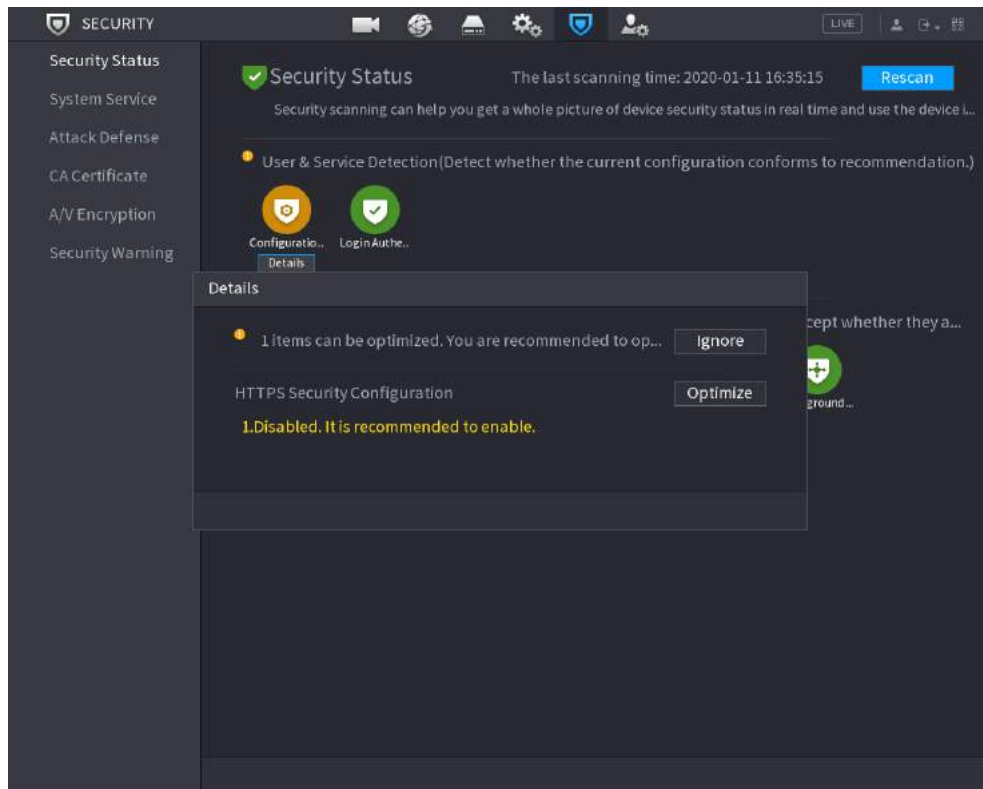 SECURITY
LIVE
Security Status
System Service
Attack Defense
CA Certificate
A/V Encryption
Security Warning
Security Status
The last scanning time: 2020-01-11 16:35:15
Rescan
Security scanning can help you get a whole picture of device security status in real time and use the device i...
User & Service Detection(Detect whether the current configuration conforms to recommendation.)
Configuratio..
Login Authe..
Details
Details
cept whether they a...
1 items can be optimized. You are recommended to op...
Ignore
HTTPS Security Configuration
Optimize
ground...
1.Disabled. It is recommended to enable.